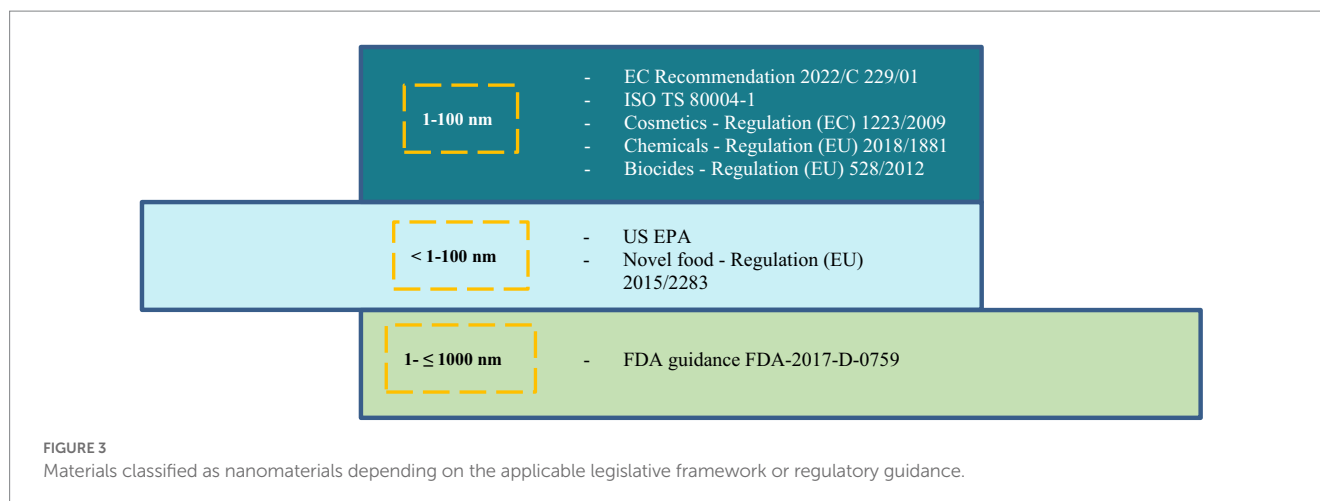 1-100 nm
- EC Recommendation 2022/C 229/01
- ISO TS 80004-1
- Cosmetics - Regulation (EC) 1223/2009
- Chemicals - Regulation (EU) 2018/1881
- Biocides - Regulation (EU) 528/2012
< 1-100 nm
- US EPA
- Novel food - Regulation (EU)
2015/2283
1- ≤ 1000 nm
- FDA guidance FDA-2017-D-0759
FIGURE 3
Materials classified as nanomaterials depending on the applicable legislative framework or regulatory guidance.